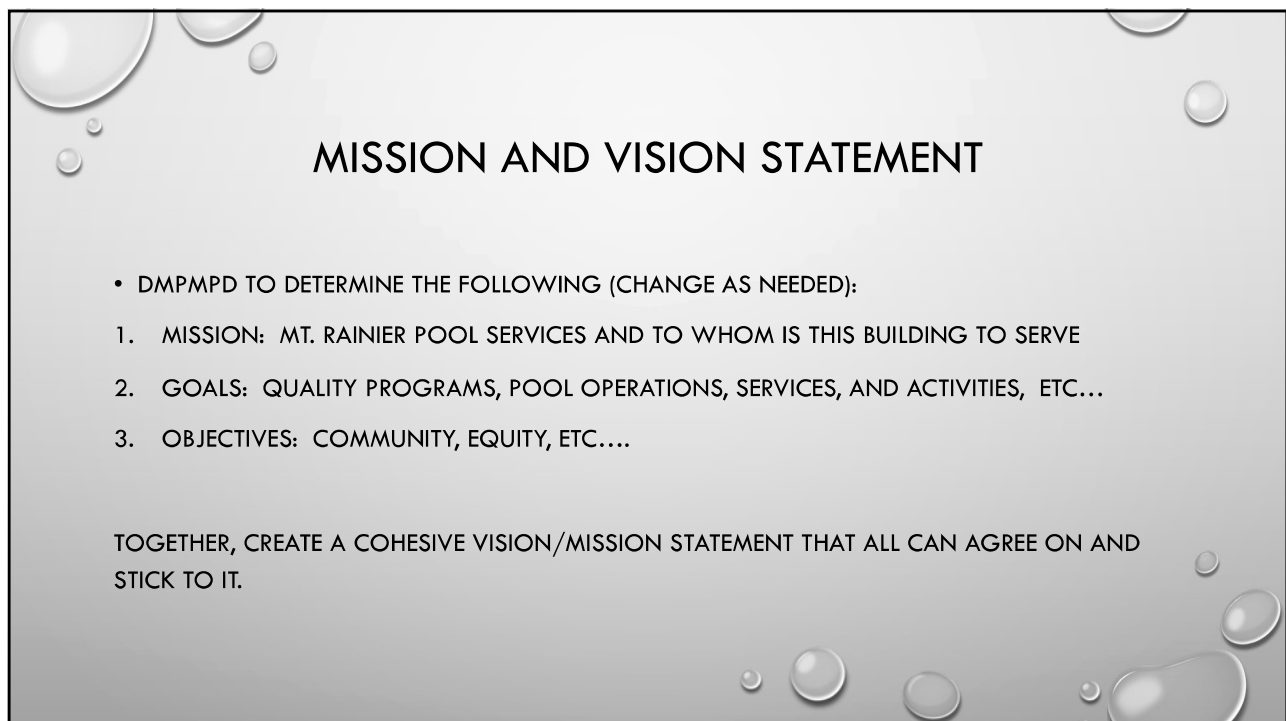 MISSION AND VISION STATEMENT
• DMPMPD TO DETERMINE THE FOLLOWING (CHANGE AS NEEDED):
1. MISSION: MT. RAINIER POOL SERVICES AND TO WHOM IS THIS BUILDING TO SERVE
2. GOALS: QUALITY PROGRAMS, POOL OPERATIONS, SERVICES, AND ACTIVITIES, ETC...
3. OBJECTIVES: COMMUNITY, EQUITY, ETC....
TOGETHER, CREATE A COHESIVE VISION/MISSION STATEMENT THAT ALL CAN AGREE ON AND
STICK TO IT.